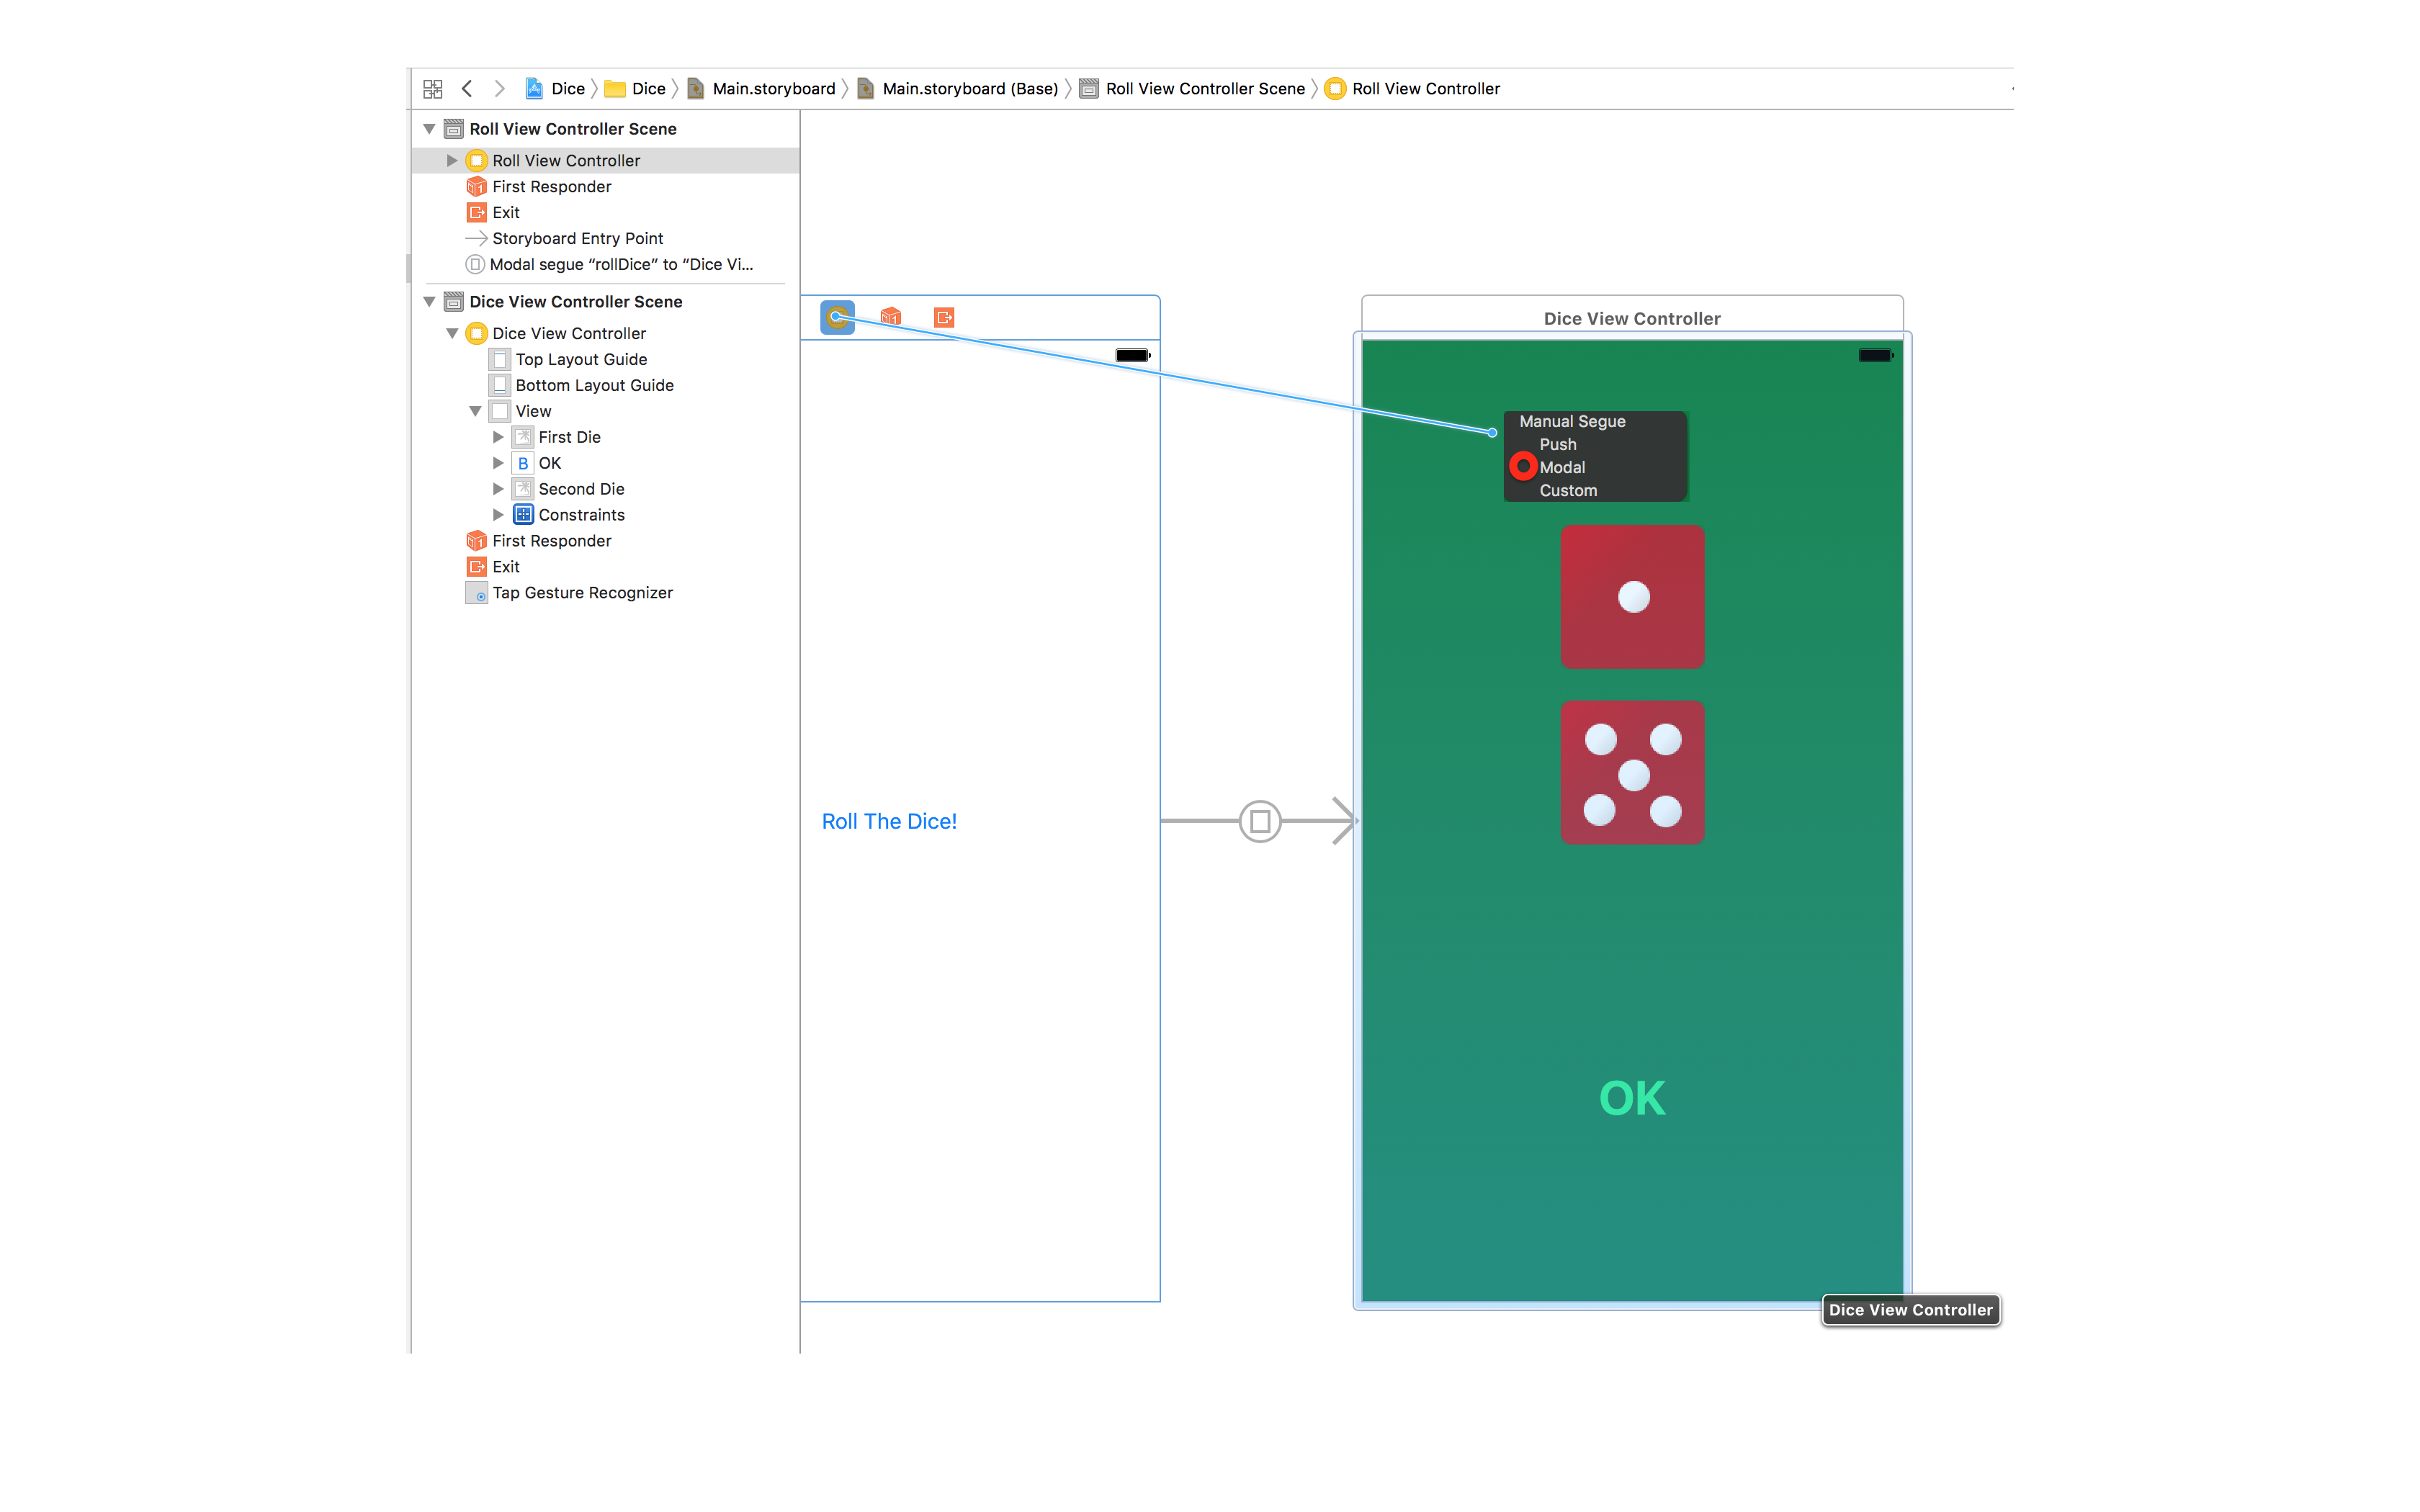 Dice Dice Main.storyboard Main.storyboard (Base) Roll View Controller Scene Roll View Controller
Roll View Controller Scene
Roll View Controller
First Responder
Exit
Storyboard Entry Point
Modal segue “rollDice” to “Dice Vi...
Dice View Controller Scene
Dice View Controller
Top Layout Guide
Bottom Layout Guide
View
First Die
B OK
Second Die
Constraints
First Responder
Exit
Tap Gesture Recognizer
Roll The Dice!
Dice View Controller
Manual Segue
Push
Modal
Custom
OK
Dice View Controller